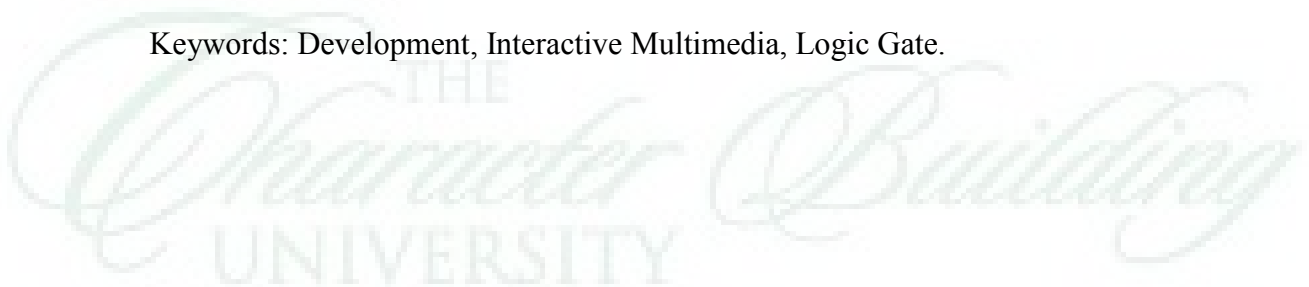 Keywords: Development, Interactive Multimedia, Logic Gate.
THE
Character Building
UNIVERSITY